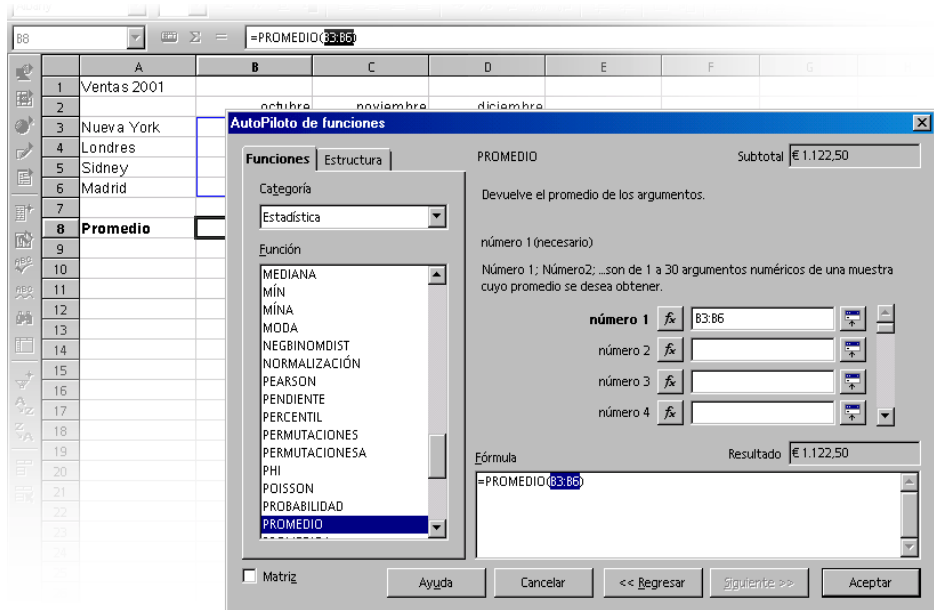 B8 Σ = =PROMEDIO(B3:B6)
A B C D E F G
1 Ventas 2001
2 octubre noviembre diciembre
AutoPiloto de funciones
3 Nueva York
4 Londres
5 Sidney
6 Madrid
7
8 Promedio
9
10
11
12
13
14
15
16
17
18
19
20
21
22
23
24
Funciones Estructura
PROMEDIO Subtotal € 1.122,50
Categoría
Devuelve el promedio de los argumentos.
Estadística
número 1 (necesario)
Función
Número 1; Número2; ...son de 1 a 30 argumentos numéricos de una muestra
cuyo promedio se desea obtener.
MEDIANA
MÍN
MÍNA
MODA
NEGBINOMDIST
NORMALIZACIÓN
PEARSON
PENDIENTE
PERCENTIL
PERMUTACIONES
PERMUTACIONESA
PHI
POISSON
PROBABILIDAD
PROMEDIO
número 1 fx B3:B6
número 2 fx
número 3 fx
número 4 fx
Fórmula Resultado € 1.122,50
=PROMEDIO(B3:B6)
Matriz
Ayuda Cancelar << Regresar Siguiente >> Aceptar